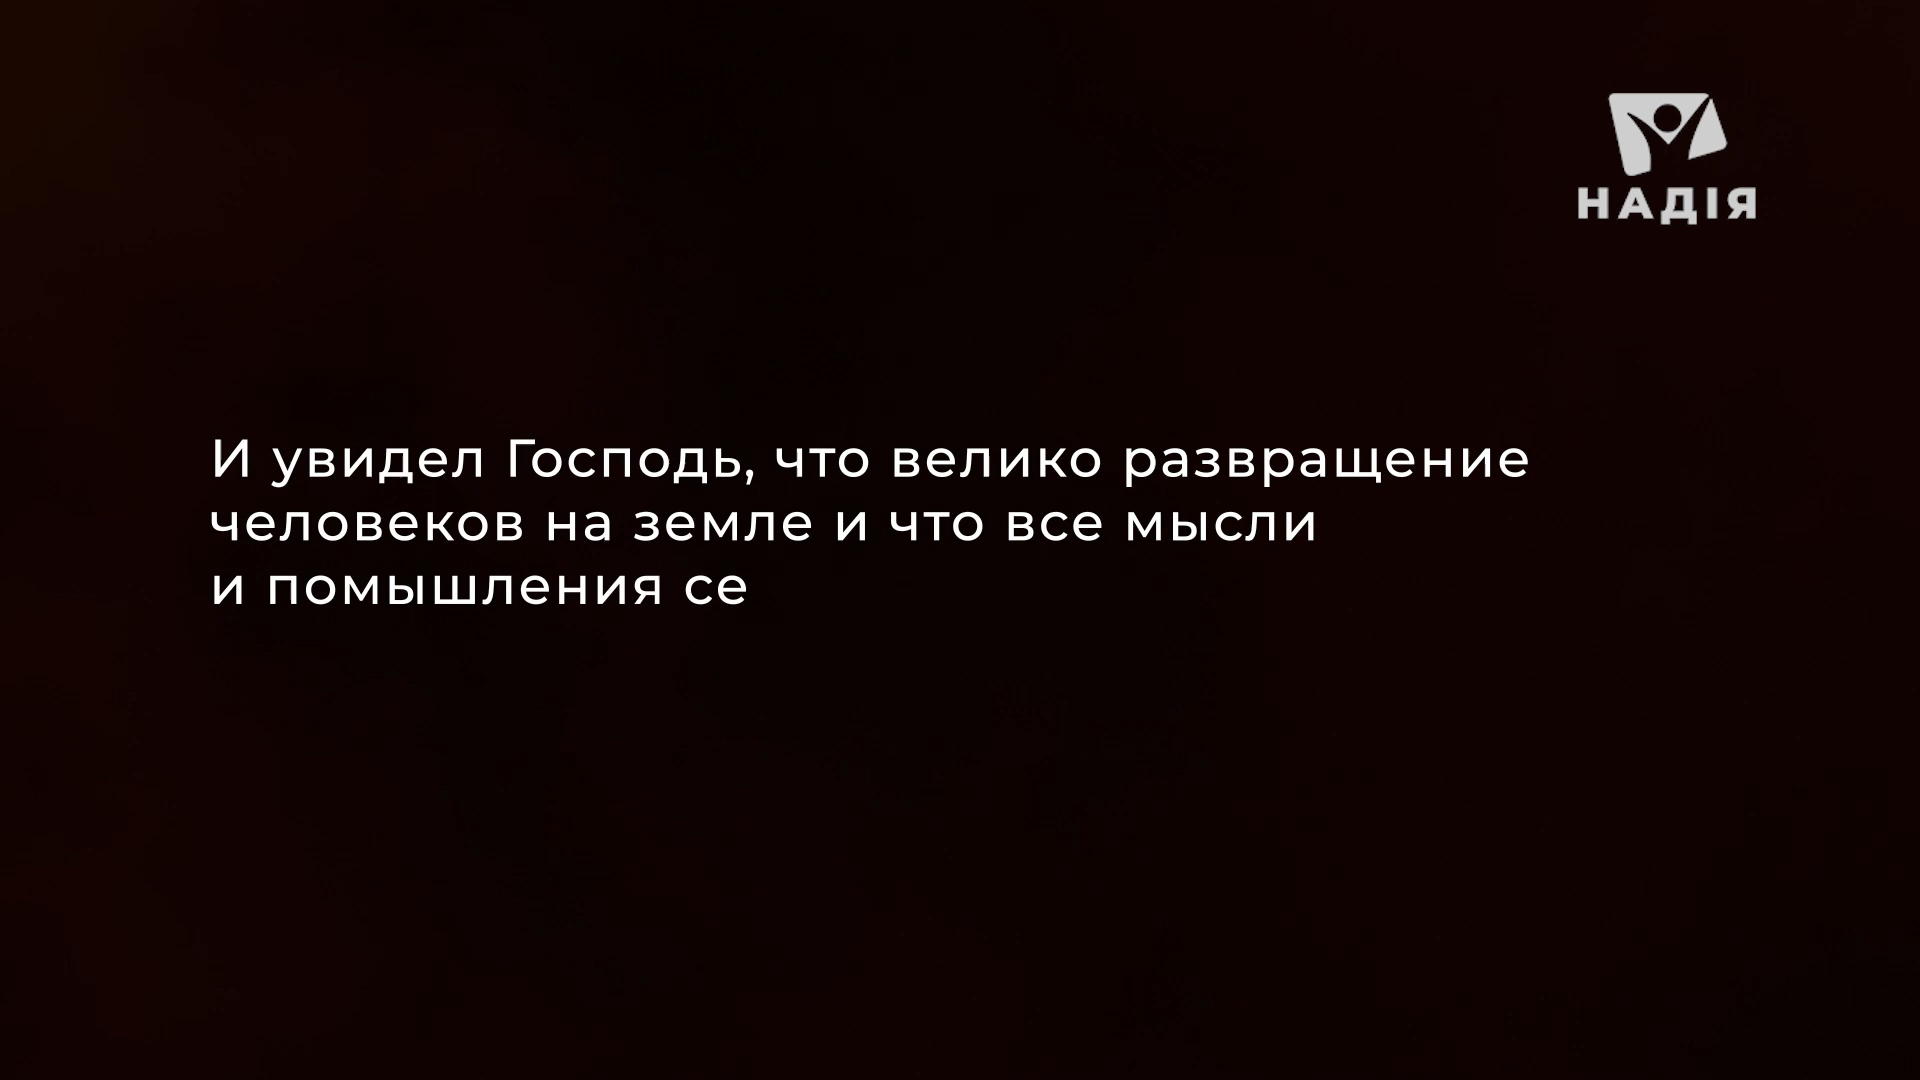 НАДІЯ
И увидел Господь, что велико развращение
человеков на земле и что все мысли
и помышления се